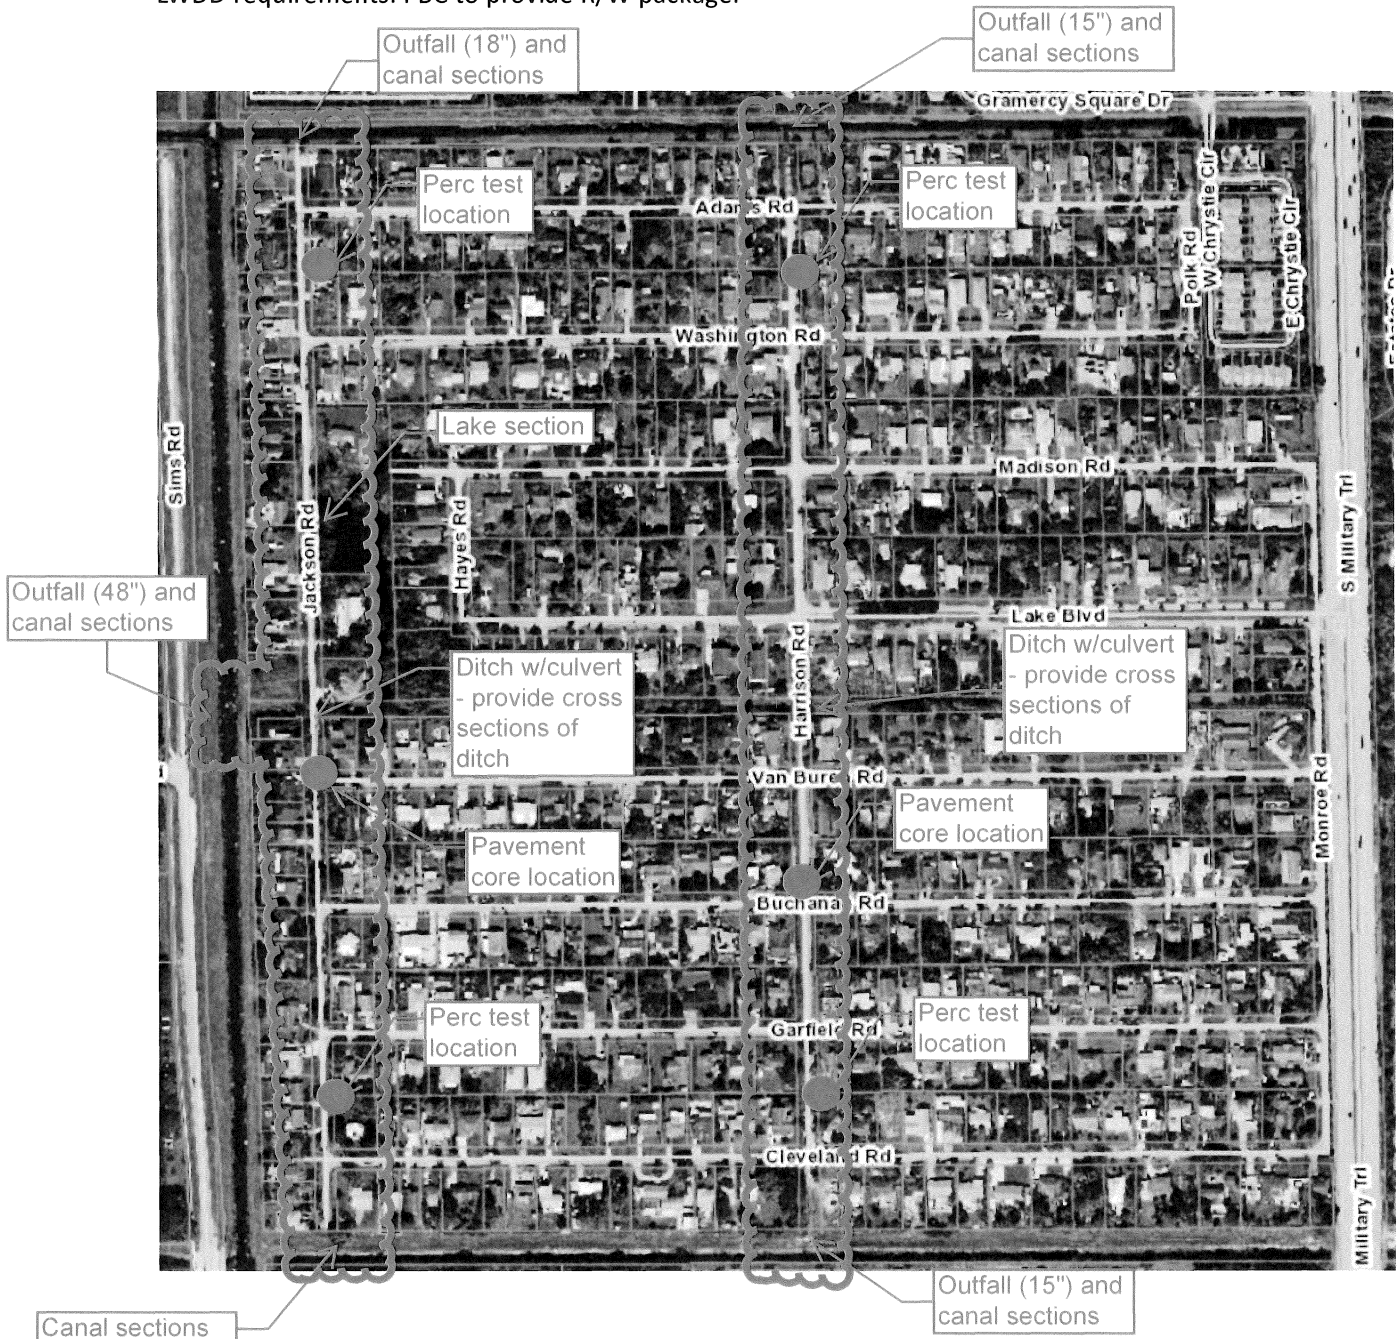 LWDD requirements. PBC to provide R/W package.
Outfall (18") and
canal sections
Outfall (15") and
canal sections
Gramercy Square Dr
Perc test
location
Perc test
location
Adams Rd
Polk Rd
W Chrystie Cir
E Chrystie Cir
Washington Rd
Lake section
Sims Rd
Madison Rd
Jackson Rd
Hayes Rd
S Military Trl
Outfall (48") and
canal sections
Lake Blvd
Harrison Rd
Ditch w/culvert
- provide cross
sections of
ditch
Ditch w/culvert
- provide cross
sections of
ditch
Van Buren Rd
Monroe Rd
Pavement
core location
Pavement
core location
Buchanan Rd
Perc test
location
Perc test
location
Garfield Rd
Cleveland Rd
Military Trl
Outfall (15") and
canal sections
Canal sections